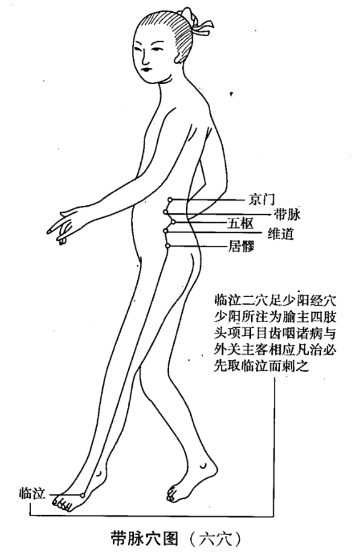 京门
带脉
五枢
维道
居髎
临泣二穴足少阳经穴
少阳所注为腧主四肢
头项耳目齿咽诸病与
外关主客相应凡治必
先取临泣而刺之
临泣
带脉穴图（六穴）